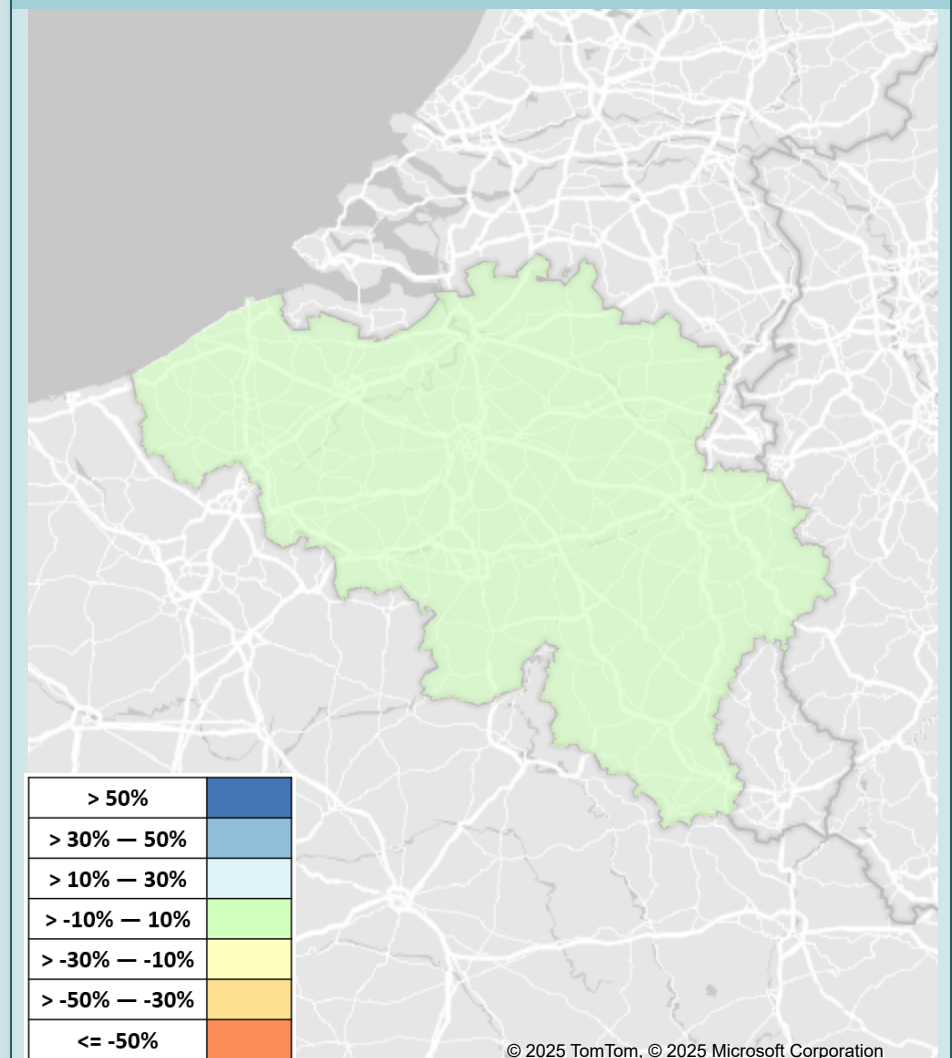 > 50%
> 30% — 50%
> 10% — 30%
> -10% — 10%
> -30% — -10%
> -50% — -30%
<= -50%
© 2025 TomTom, © 2025 Microsoft Corporation